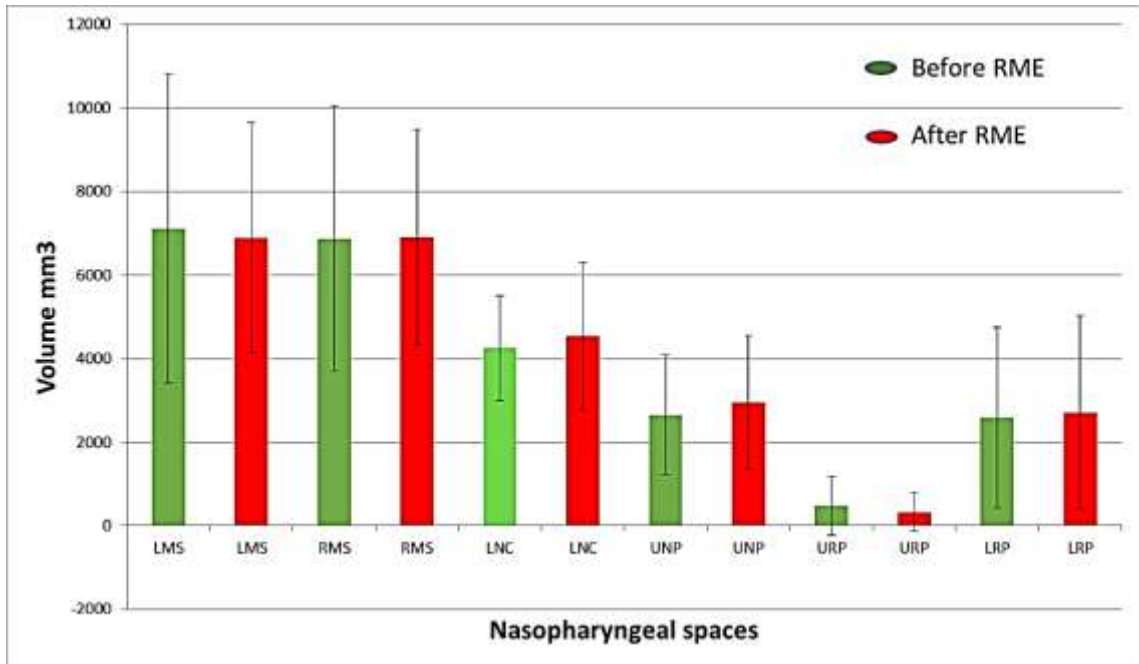 12000
10000
8000
6000
4000
2000
0
-2000
Volume mm3
Before RME
After RME
LMS LMS RMS RMS LNC LNC UNP UNP URP URP LRP LRP
Nasopharyngeal spaces